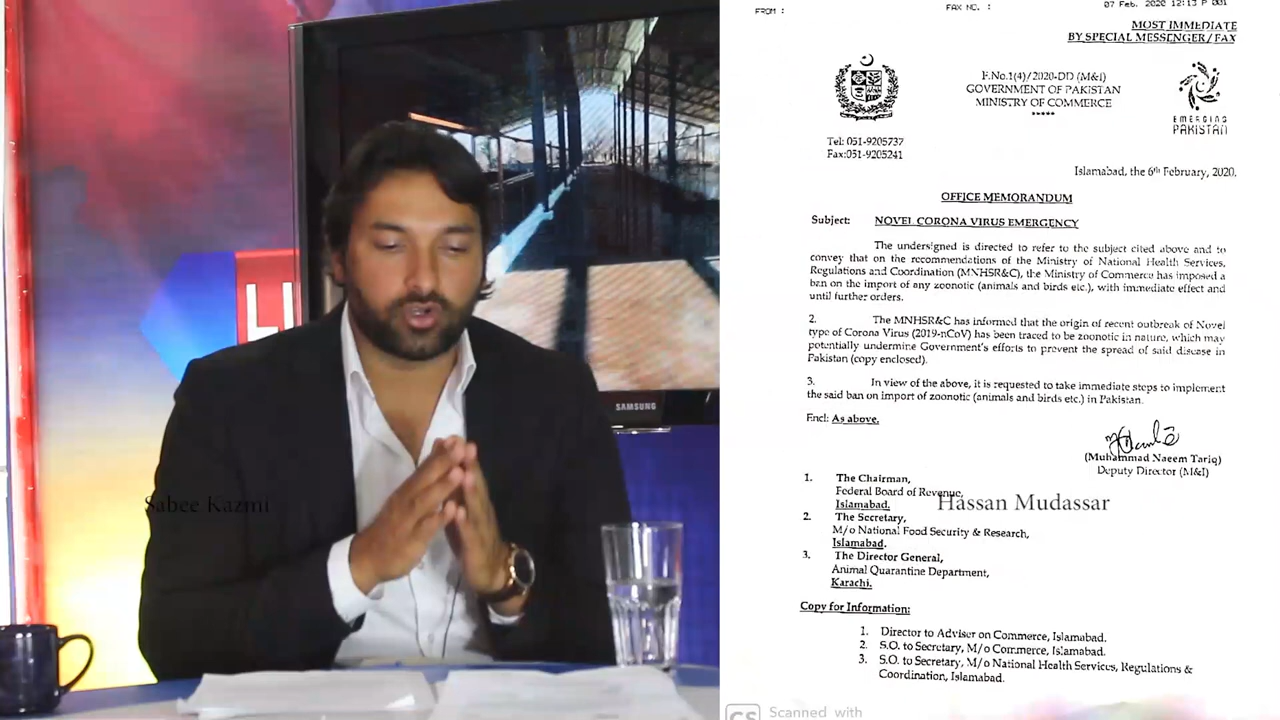 FROM :
FAX NO. :
07 Feb. 2020 12:13 P 001
MOST IMMEDIATE
BY SPECIAL MESSENGER/FAX
F.No.1(4)/2020-DD (M&I)
GOVERNMENT OF PAKISTAN
MINISTRY OF COMMERCE
*****
EMERGING
PAKISTAN
Tel: 051-9205737
Fax:051-9205241
Islamabad, the 6th February, 2020.
OFFICE MEMORANDUM
Subject: NOVEL CORONA VIRUS EMERGENCY
The undersigned is directed to refer to the subject cited above and to
convey that on the recommendations of the Ministry of National Health Services,
Regulations and Coordination (MNHSR&C), the Ministry of Commerce has imposed a
ban on the import of any zoonotic (animals and birds etc.), with immediate effect and
until further orders.
2. The MNHSR&C has informed that the origin of recent outbreak of Novel
type of Corona Virus (2019-nCoV) has been traced to be zoonotic in nature, which may
potentially undermine Government's efforts to prevent the spread of said disease in
Pakistan (copy enclosed).
3. In view of the above, it is requested to take immediate steps to implement
the said ban on import of zoonotic (animals and birds etc.) in Pakistan.
Encl: As above.
(Muhammad Naeem Tariq)
Deputy Director (M&I)
1. The Chairman,
Federal Board of Revenue,
Islamabad.
2. The Secretary,
M/o National Food Security & Research,
Islamabad.
3. The Director General,
Animal Quarantine Department,
Karachi.
Copy for Information:
1. Director to Adviser on Commerce, Islamabad.
2. S.O. to Secretary, M/o Commerce, Islamabad.
3. S.O. to Secretary, M/o National Health Services, Regulations &
Coordination, Islamabad.
CS Scanned with
Hassan Mudassar
Sabee Kazmi
SAMSUNG
LI